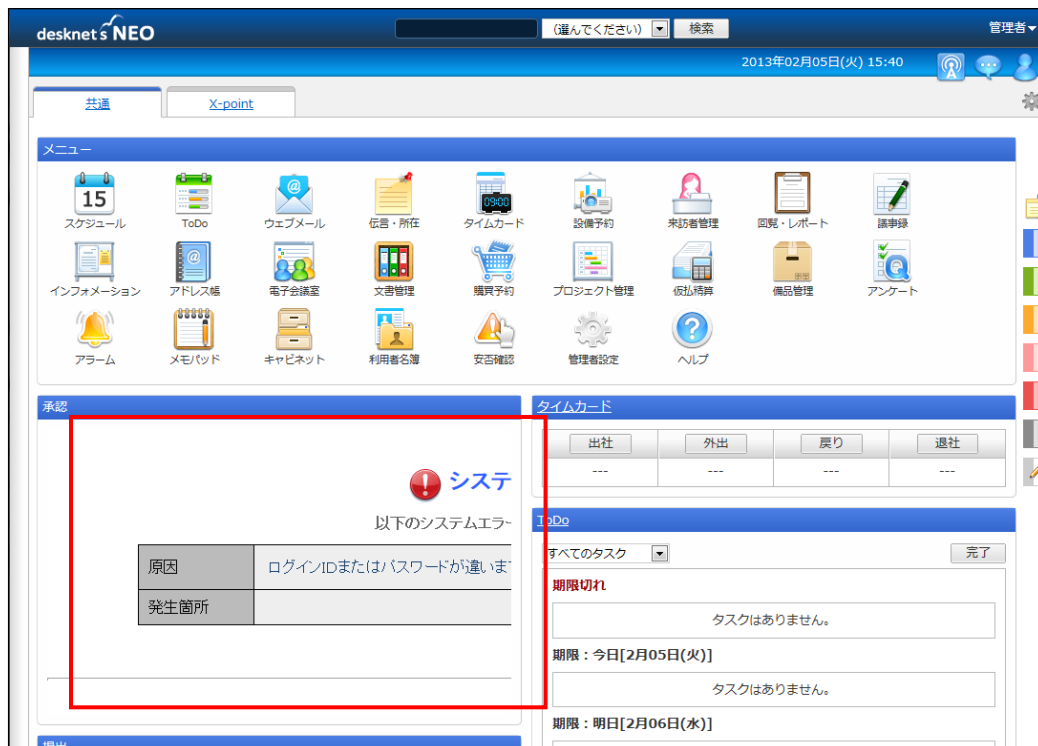 desknet's NEO
(選んでください) 検索 管理者
2013年02月05日(火) 15:40
共通 X-point
メニュー
15 09:00
スケジュール ToDo ウェブメール 伝言・所在 タイムカード 設備予約 来訪者管理 回覧・レポート 議事録
インフォメーション アドレス帳 電子会議室 文書管理 購買予約 プロジェクト管理 仮払精算 備品管理 アンケート
アラーム メモパッド キャビネット 利用者名簿 安否確認 管理者設定 ヘルプ
承認
システ
以下のシステムエラー
原因 ログインIDまたはパスワードが違いま
発生箇所
タイムカード
出社 外出 戻り 退社
--- --- --- ---
ToDo
すべてのタスク 完了
期限切れ
タスクはありません。
期限：今日[2月05日(火)]
タスクはありません。
期限：明日[2月06日(水)]